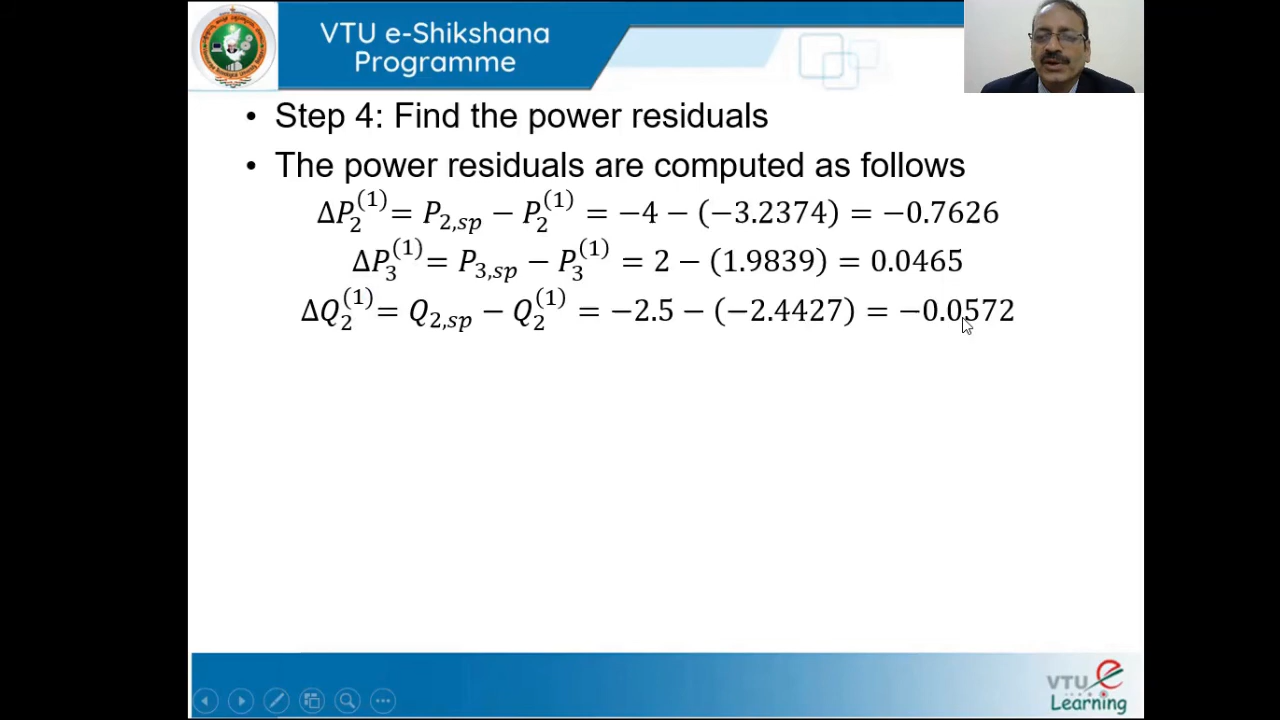 VTU e-Shikshana
Programme
• Step 4: Find the power residuals
• The power residuals are computed as follows
ΔP₂⁽¹⁾= P₂,ₛₚ − P₂⁽¹⁾ = −4 − (−3.2374) = −0.7626
ΔP₃⁽¹⁾= P₃,ₛₚ − P₃⁽¹⁾ = 2 − (1.9839) = 0.0465
ΔQ₂⁽¹⁾= Q₂,ₛₚ − Q₂⁽¹⁾ = −2.5 − (−2.4427) = −0.0572
VTU e
Learning